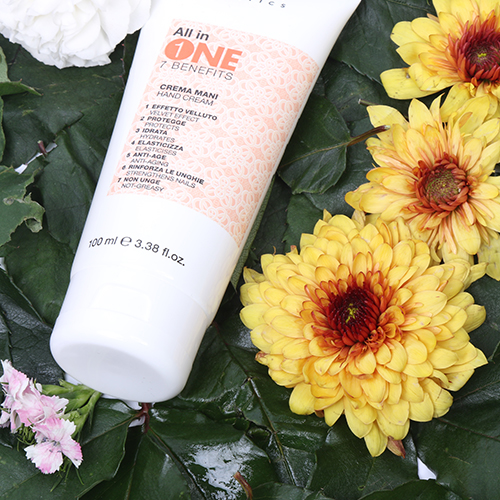 All in
1 ONE
7 BENEFITS
CREMA MANI
HAND CREAM
1 EFFETTO VELLUTO
VELVET EFFECT
2 PROTEGGE
PROTECTS
3 IDRATA
HYDRATES
4 ELASTICIZZA
ELASTICISES
5 ANTI-AGE
ANTI-AGING
6 RINFORZA LE UNGHIE
STRENGTHENS NAILS
7 NON UNGE
NOT-GREASY
100 ml ℮ 3.38 fl.oz.